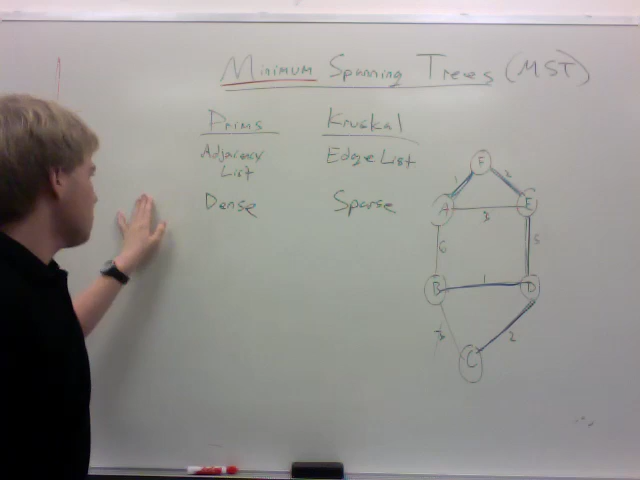 Minimum Spanning Trees (MST)
Prims Kruskal
Adjacency Edge List
List
Dense Sparse
F
1 2
A 3 E
6 5
B 1 D
2
C